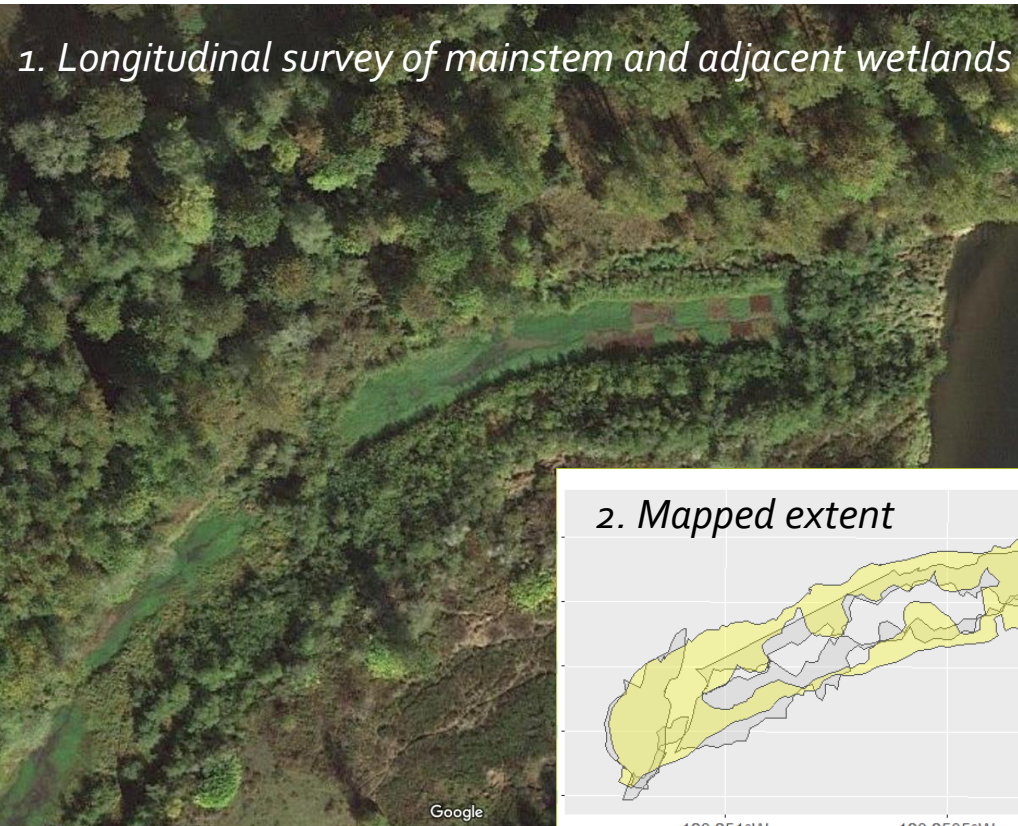 1. Longitudinal survey of mainstem and adjacent wetlands
2. Mapped extent
Google